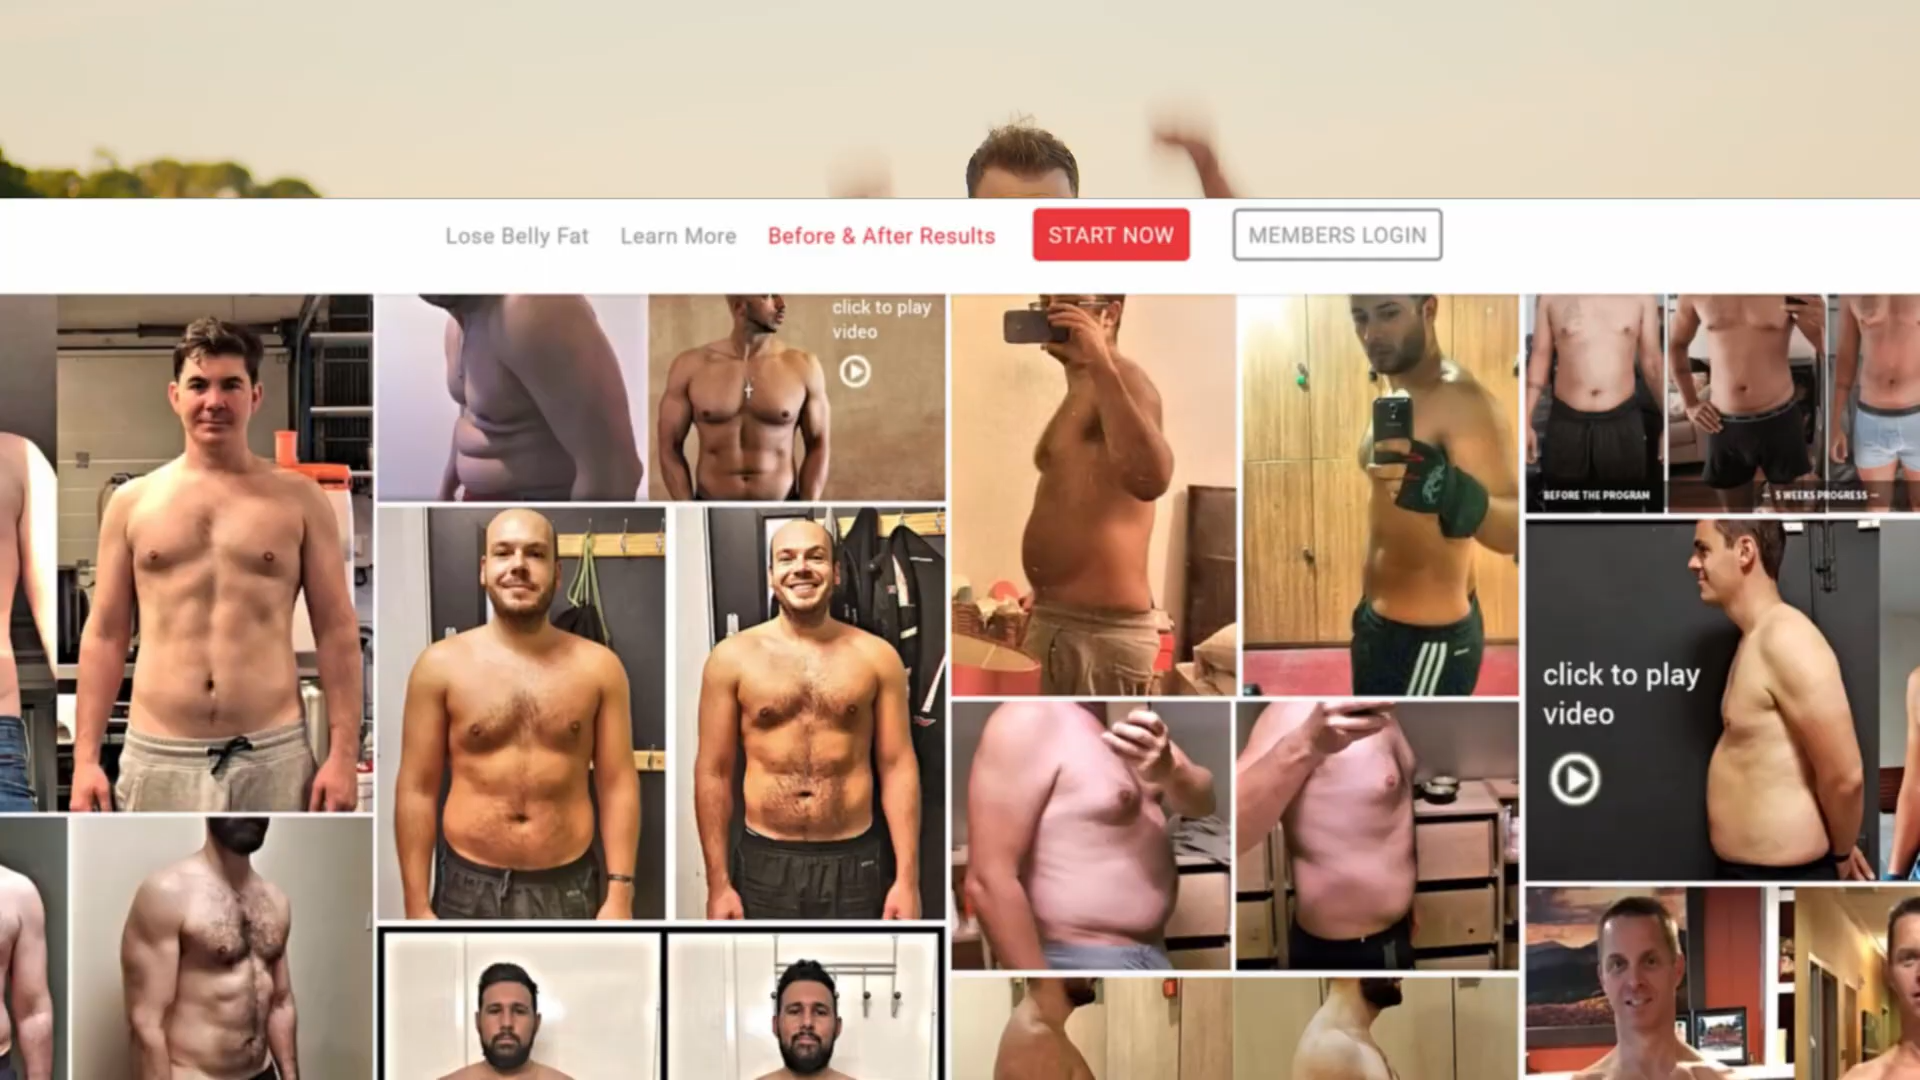 Lose Belly Fat
Learn More
Before & After Results
START NOW
MEMBERS LOGIN
click to play
video
BEFORE THE PROGRAM
— 5 WEEKS PROGRESS —
click to play
video